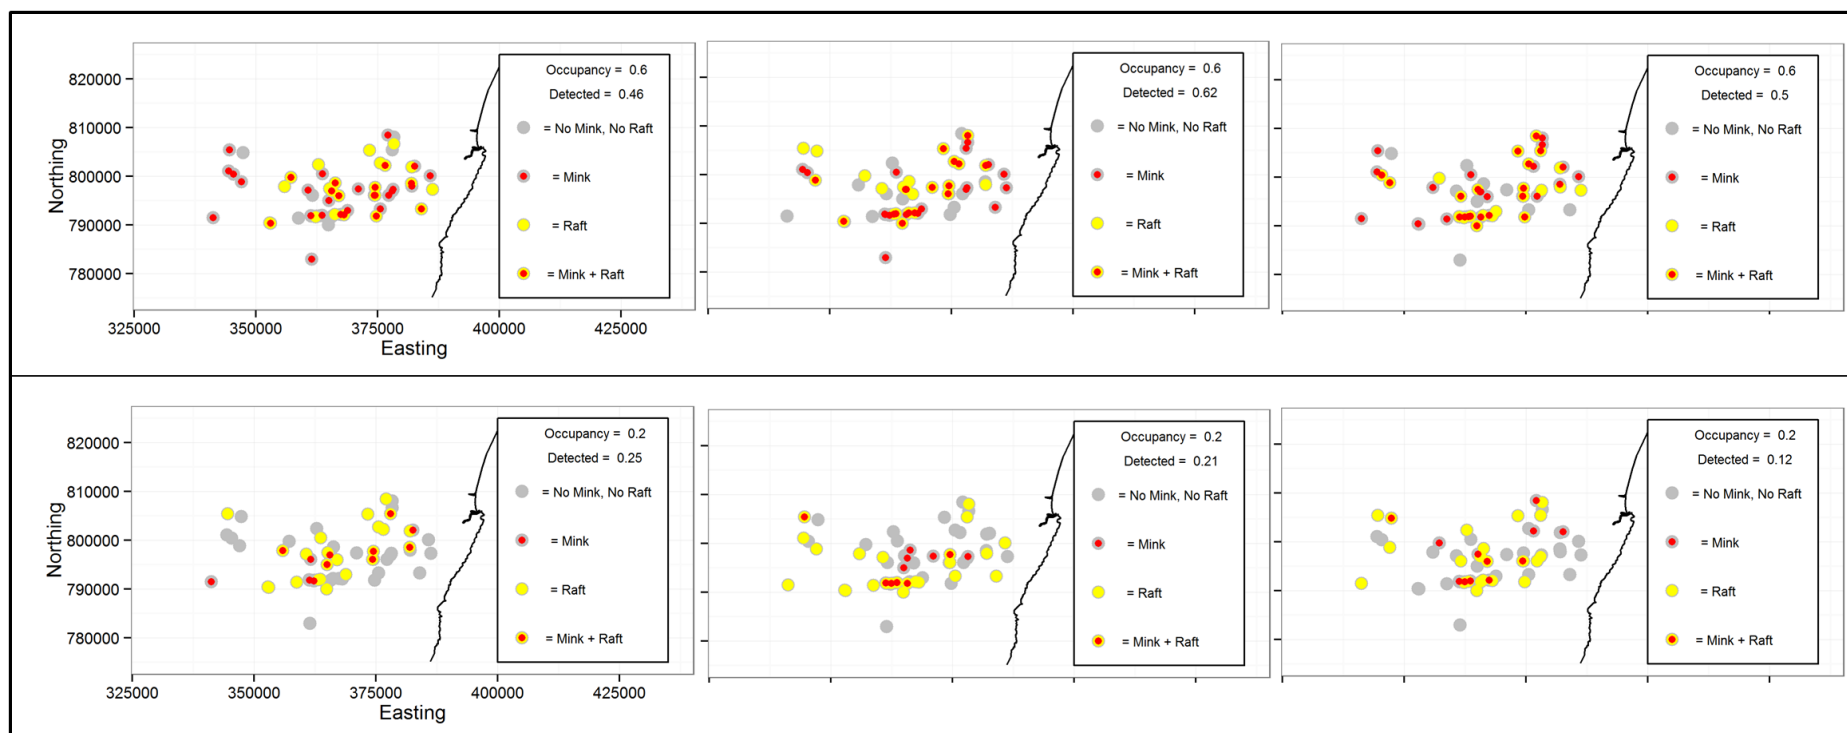 Occupancy = 0.6
Detected = 0.46
= No Mink, No Raft
= Mink
= Raft
= Mink + Raft
820000
810000
800000
790000
780000
Northing
325000 350000 375000 400000 425000
Easting
Occupancy = 0.6
Detected = 0.62
= No Mink, No Raft
= Mink
= Raft
= Mink + Raft
Occupancy = 0.6
Detected = 0.5
= No Mink, No Raft
= Mink
= Raft
= Mink + Raft
Occupancy = 0.2
Detected = 0.25
= No Mink, No Raft
= Mink
= Raft
= Mink + Raft
820000
810000
800000
790000
780000
Northing
325000 350000 375000 400000 425000
Easting
Occupancy = 0.2
Detected = 0.21
= No Mink, No Raft
= Mink
= Raft
= Mink + Raft
Occupancy = 0.2
Detected = 0.12
= No Mink, No Raft
= Mink
= Raft
= Mink + Raft